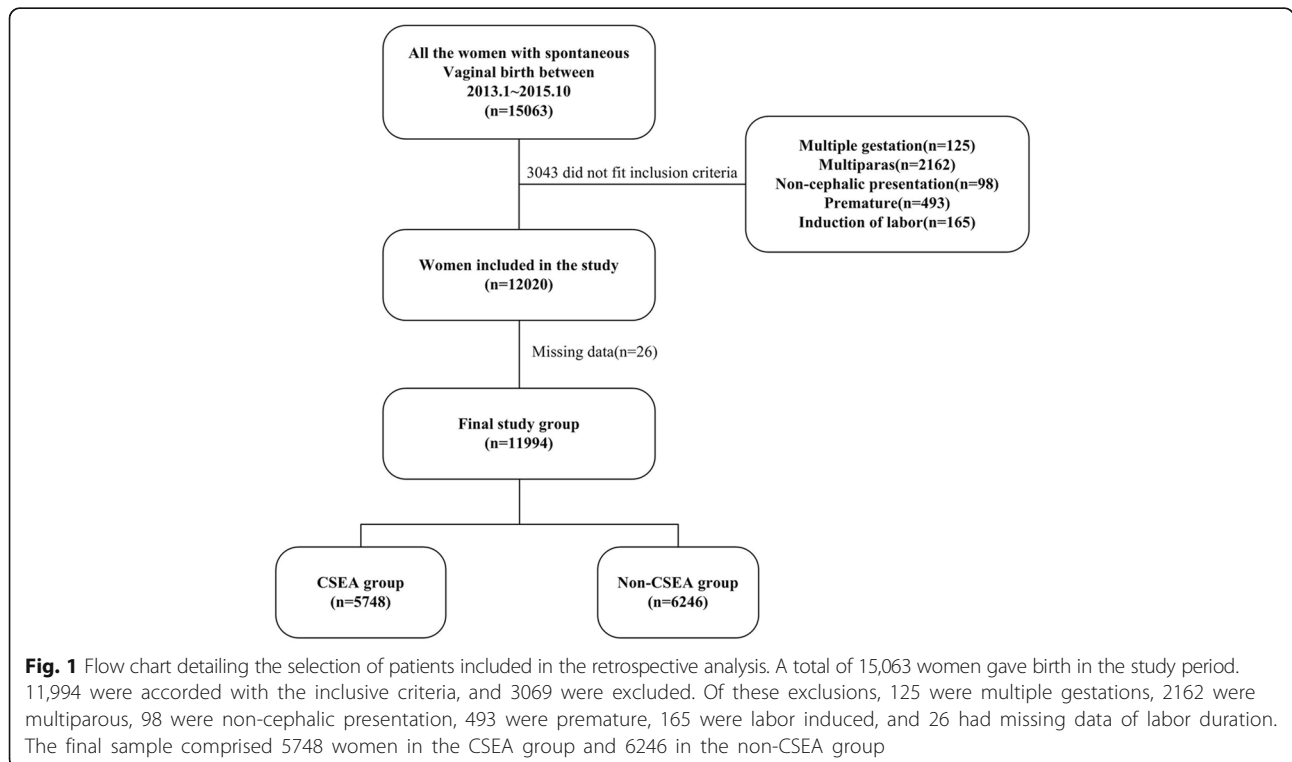 All the women with spontaneous
Vaginal birth between
2013.1~2015.10
(n=15063)
3043 did not fit inclusion criteria
Multiple gestation(n=125)
Multiparas(n=2162)
Non-cephalic presentation(n=98)
Premature(n=493)
Induction of labor(n=165)
Women included in the study
(n=12020)
Missing data(n=26)
Final study group
(n=11994)
CSEA group
(n=5748)
Non-CSEA group
(n=6246)
Fig. 1 Flow chart detailing the selection of patients included in the retrospective analysis. A total of 15,063 women gave birth in the study period.
11,994 were accorded with the inclusive criteria, and 3069 were excluded. Of these exclusions, 125 were multiple gestations, 2162 were
multiparous, 98 were non-cephalic presentation, 493 were premature, 165 were labor induced, and 26 had missing data of labor duration.
The final sample comprised 5748 women in the CSEA group and 6246 in the non-CSEA group